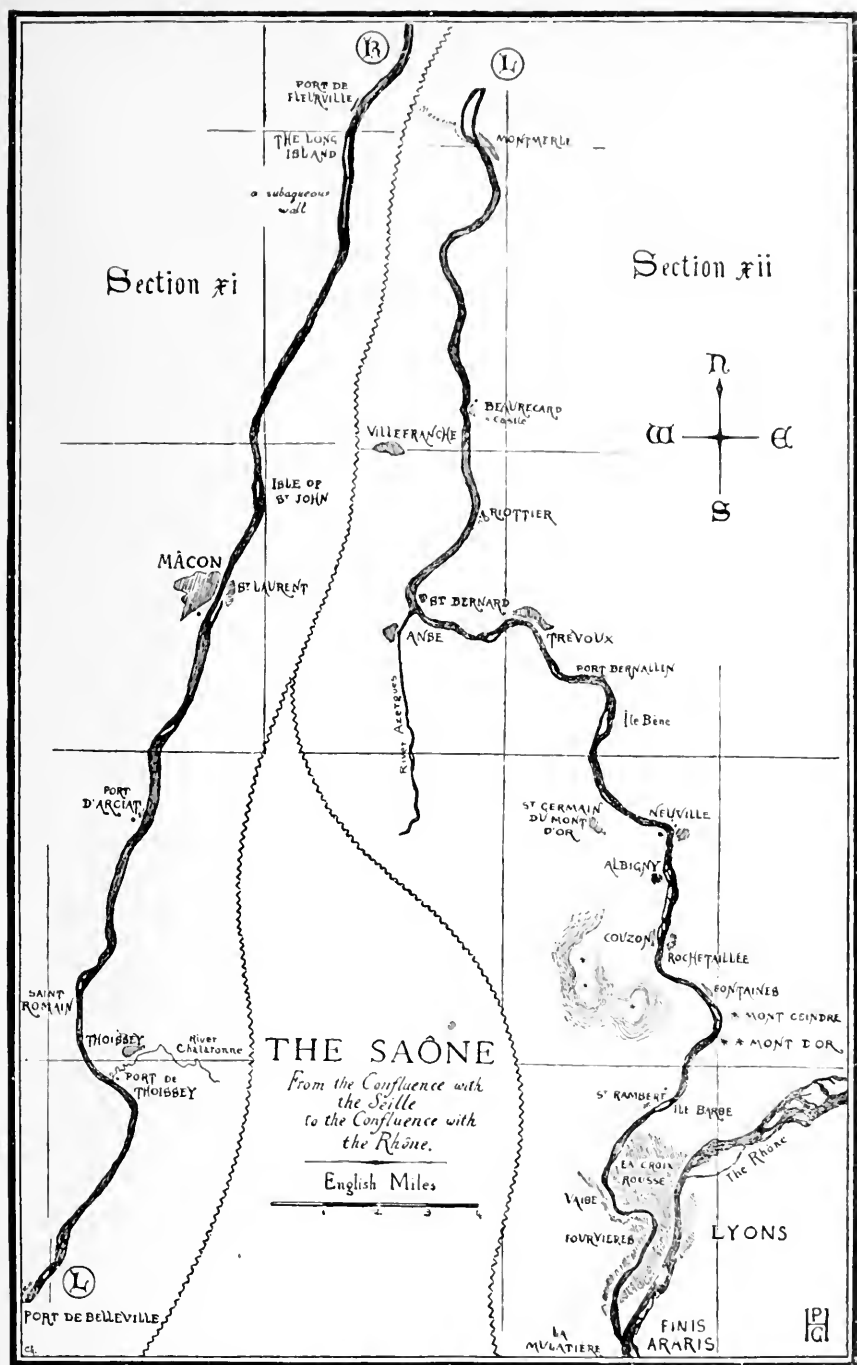 R
L
PORT DE
FLEURVILLE
THE LONG
ISLAND
a subaqueous
wall
MONTMERLE
Section xi
Section xii
N
W
E
S
BEAURECARD
Castle
VILLEFRANCHE
ISLE OF
ST JOHN
RIOTTIER
MÂCON
ST LAURENT
ST BERNARD
ANSE
TRÉVOUX
PORT BERNALLIN
River Azergues
Île Bène
PORT
D'ARCIAT
ST GERMAIN
DU MONT
D'OR
NEUVILLE
ALBIGNY
COUZON
ROCHETAILLÉE
FONTAINES
* MONT CEINDRE
* * MONT D'OR
SAINT
ROMAIN
THOISSEY
River
Chalaronne
PORT DE
THOISSEY
THE SAÔNE
From the Confluence with
the Seille
to the Confluence with
the Rhône.
English Miles
1 2 3 4
ST RAMBERT
ILE BARBE
The Rhône
LA CROIX
ROUSSE
VAISE
FOURVIÈRES
LYONS
L
PORT DE BELLEVILLE
LA
MULATIÈRE
FINIS
ARARIS
P
G